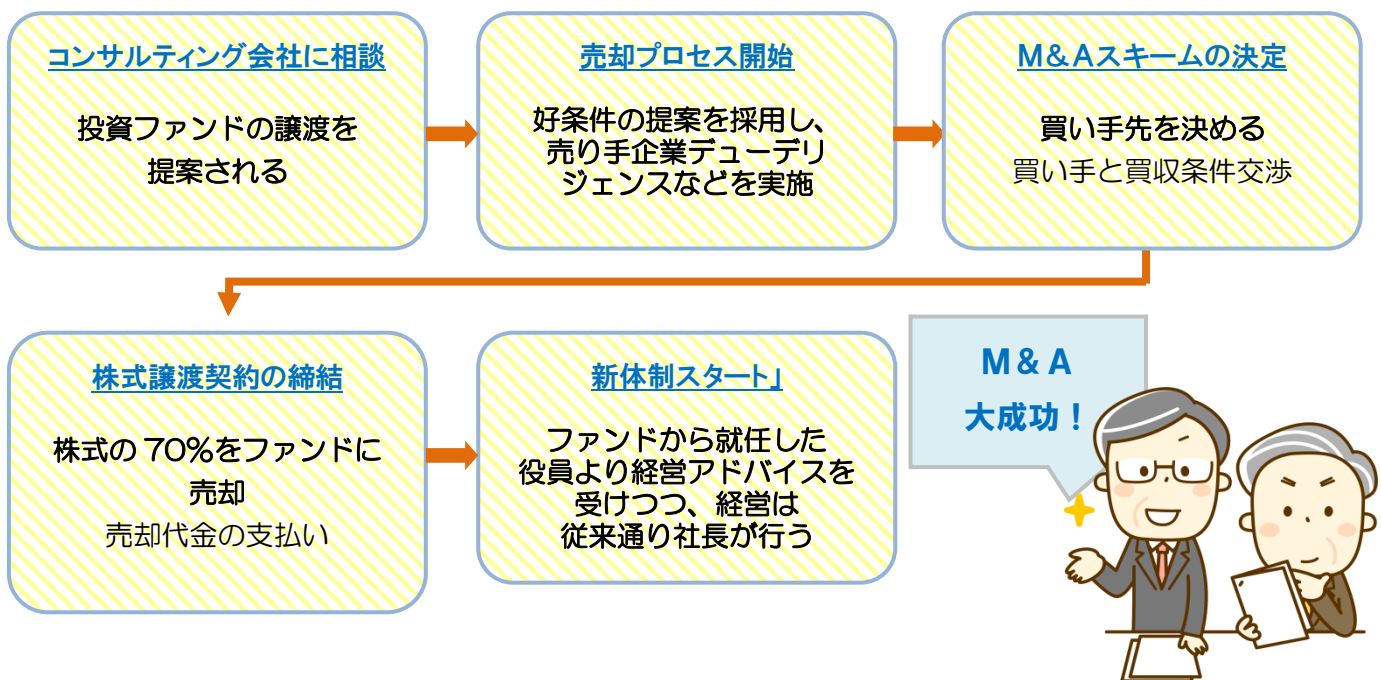 コンサルティング会社に相談
投資ファンドの譲渡を
提案される
売却プロセス開始
好条件の提案を採用し、
売り手企業デューデリ
ジェンスなどを実施
M&Aスキームの決定
買い手先を決める
買い手と買収条件交渉
株式譲渡契約の締結
株式の 70%をファンドに
売却
売却代金の支払い
新体制スタート」
ファンドから就任した
役員より経営アドバイスを
受けつつ、経営は
従来通り社長が行う
M&A
大成功!